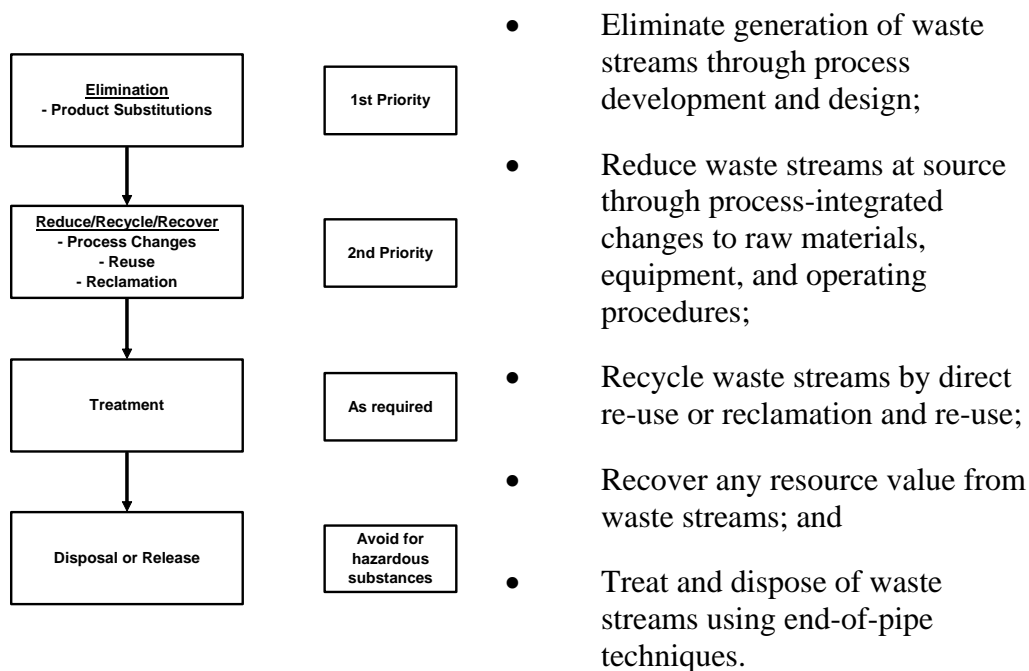 Elimination
- Product Substitutions
1st Priority
Reduce/Recycle/Recover
- Process Changes
- Reuse
- Reclamation
2nd Priority
Treatment
As required
Disposal or Release
Avoid for
hazardous
substances
• Eliminate generation of waste
streams through process
development and design;
• Reduce waste streams at source
through process-integrated
changes to raw materials,
equipment, and operating
procedures;
• Recycle waste streams by direct
re-use or reclamation and re-use;
• Recover any resource value from
waste streams; and
• Treat and dispose of waste
streams using end-of-pipe
techniques.